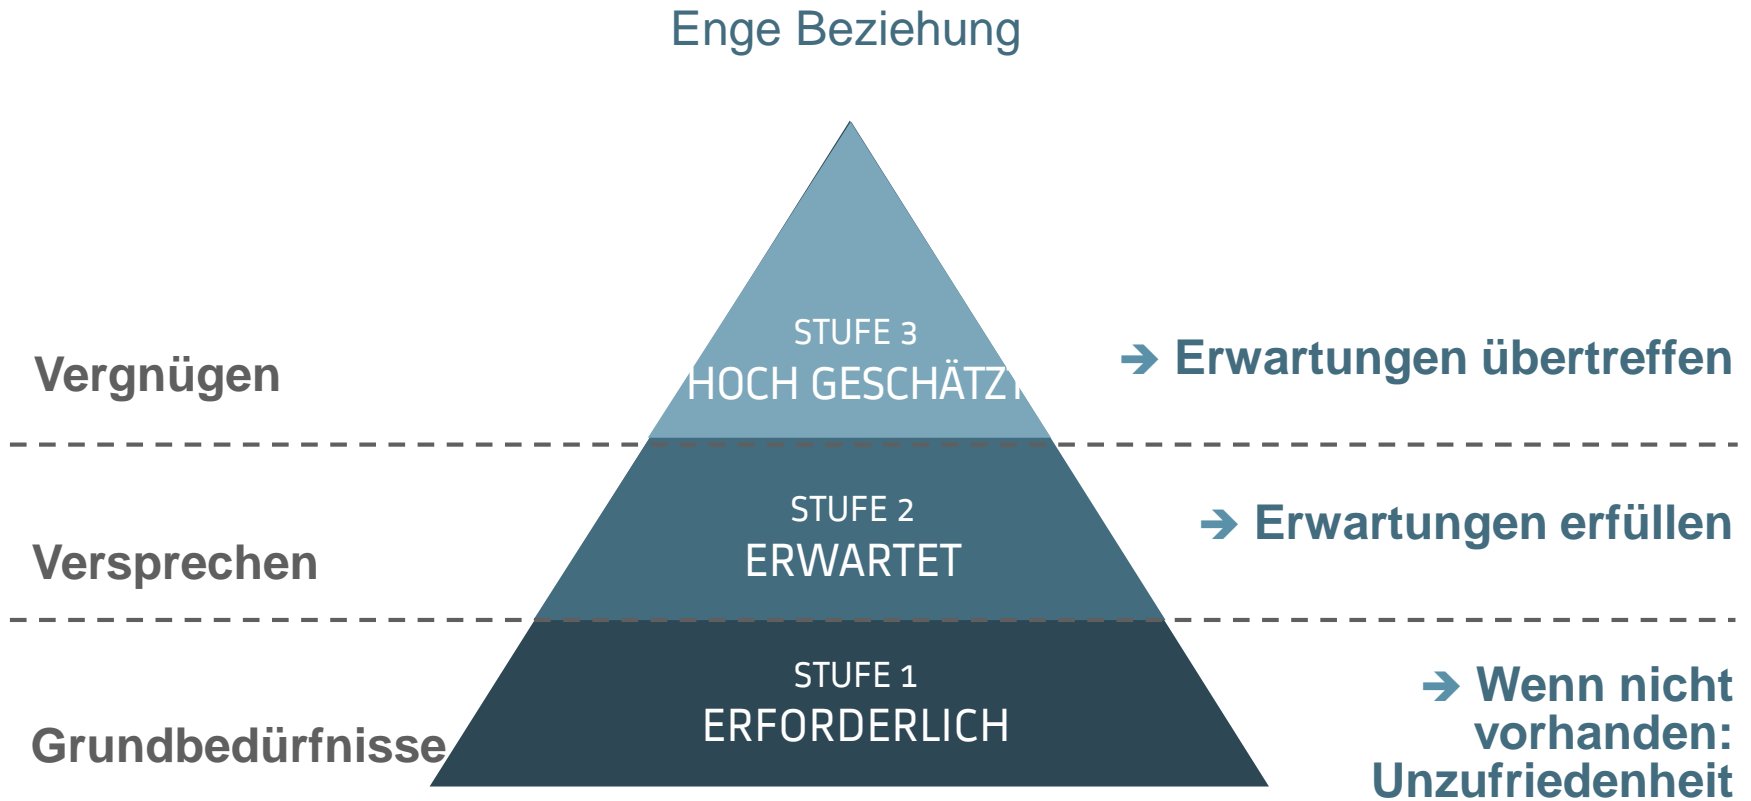 Enge Beziehung
STUFE 3
HOCH GESCHÄTZT
Vergnügen
➔ Erwartungen übertreffen
STUFE 2
ERWARTET
Versprechen
➔ Erwartungen erfüllen
STUFE 1
ERFORDERLICH
Grundbedürfnisse
➔ Wenn nicht
vorhanden:
Unzufriedenheit